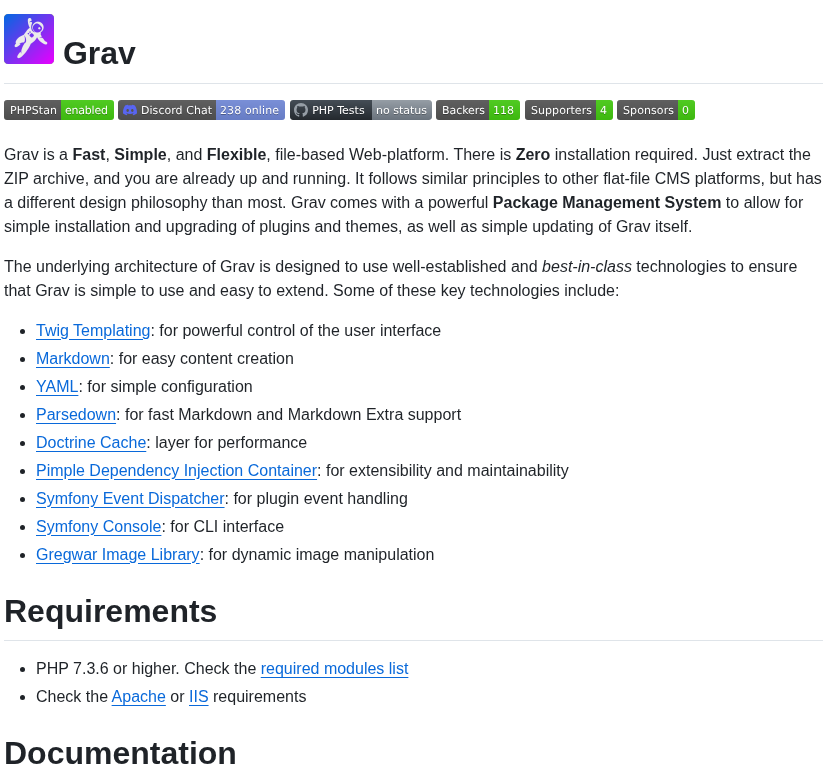 Grav
PHPStan enabled Discord Chat 238 online PHP Tests no status Backers 118 Supporters 4 Sponsors 0
Grav is a Fast, Simple, and Flexible, file-based Web-platform. There is Zero installation required. Just extract the
ZIP archive, and you are already up and running. It follows similar principles to other flat-file CMS platforms, but has
a different design philosophy than most. Grav comes with a powerful Package Management System to allow for
simple installation and upgrading of plugins and themes, as well as simple updating of Grav itself.
The underlying architecture of Grav is designed to use well-established and best-in-class technologies to ensure
that Grav is simple to use and easy to extend. Some of these key technologies include:
Twig Templating: for powerful control of the user interface
Markdown: for easy content creation
YAML: for simple configuration
Parsedown: for fast Markdown and Markdown Extra support
Doctrine Cache: layer for performance
Pimple Dependency Injection Container: for extensibility and maintainability
Symfony Event Dispatcher: for plugin event handling
Symfony Console: for CLI interface
Gregwar Image Library: for dynamic image manipulation
Requirements
PHP 7.3.6 or higher. Check the required modules list
Check the Apache or IIS requirements
Documentation